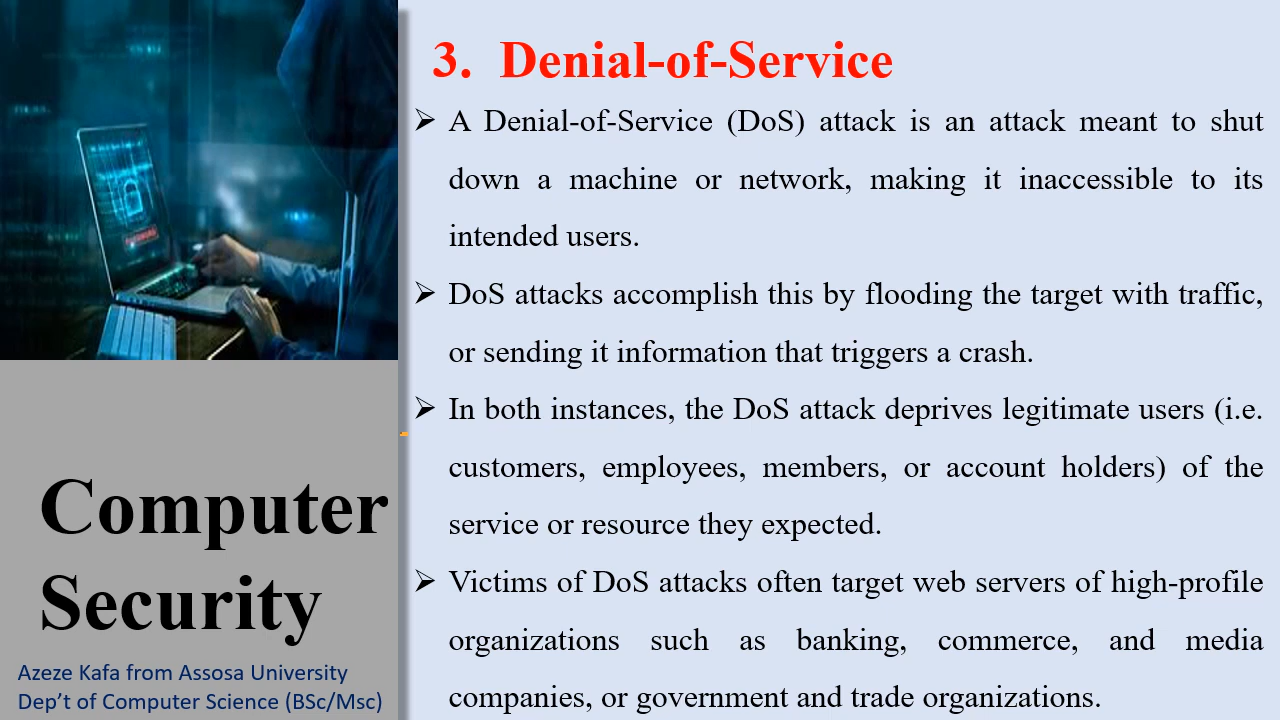 3. Denial-of-Service
➢ A Denial-of-Service (DoS) attack is an attack meant to shut
down a machine or network, making it inaccessible to its
intended users.
➢ DoS attacks accomplish this by flooding the target with traffic,
or sending it information that triggers a crash.
➢ In both instances, the DoS attack deprives legitimate users (i.e.
customers, employees, members, or account holders) of the
service or resource they expected.
➢ Victims of DoS attacks often target web servers of high-profile
organizations such as banking, commerce, and media
companies, or government and trade organizations.
Computer
Security
Azeze Kafa from Assosa University
Dep’t of Computer Science (BSc/Msc)